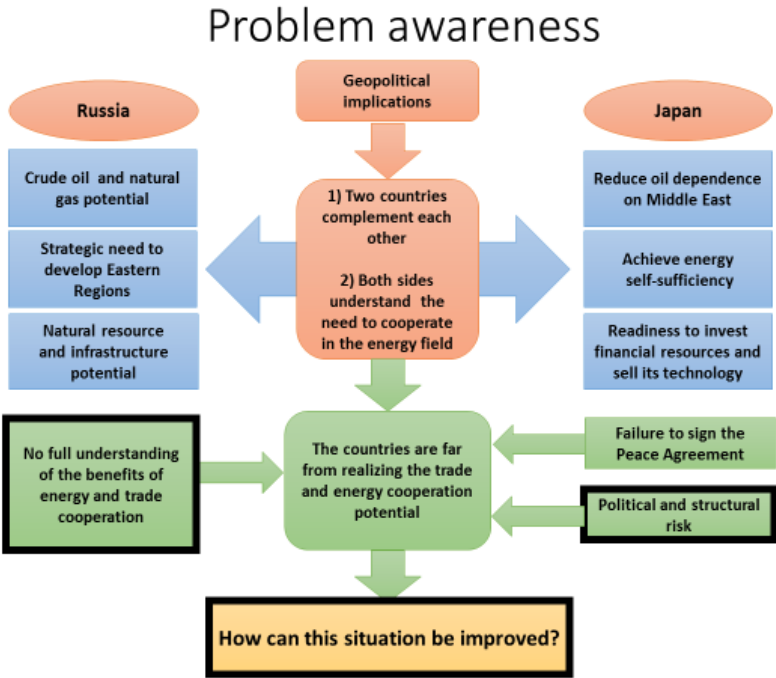 Problem awareness
Geopolitical
implications
Russia
Japan
Crude oil and natural
gas potential
Strategic need to
develop Eastern
Regions
Natural resource
and infrastructure
potential
1) Two countries
complement each
other
2) Both sides
understand the
need to cooperate
in the energy field
Reduce oil dependence
on Middle East
Achieve energy
self-sufficiency
Readiness to invest
financial resources and
sell its technology
No full understanding
of the benefits of
energy and trade
cooperation
The countries are far
from realizing the trade
and energy cooperation
potential
Failure to sign the
Peace Agreement
Political and structural
risk
How can this situation be improved?